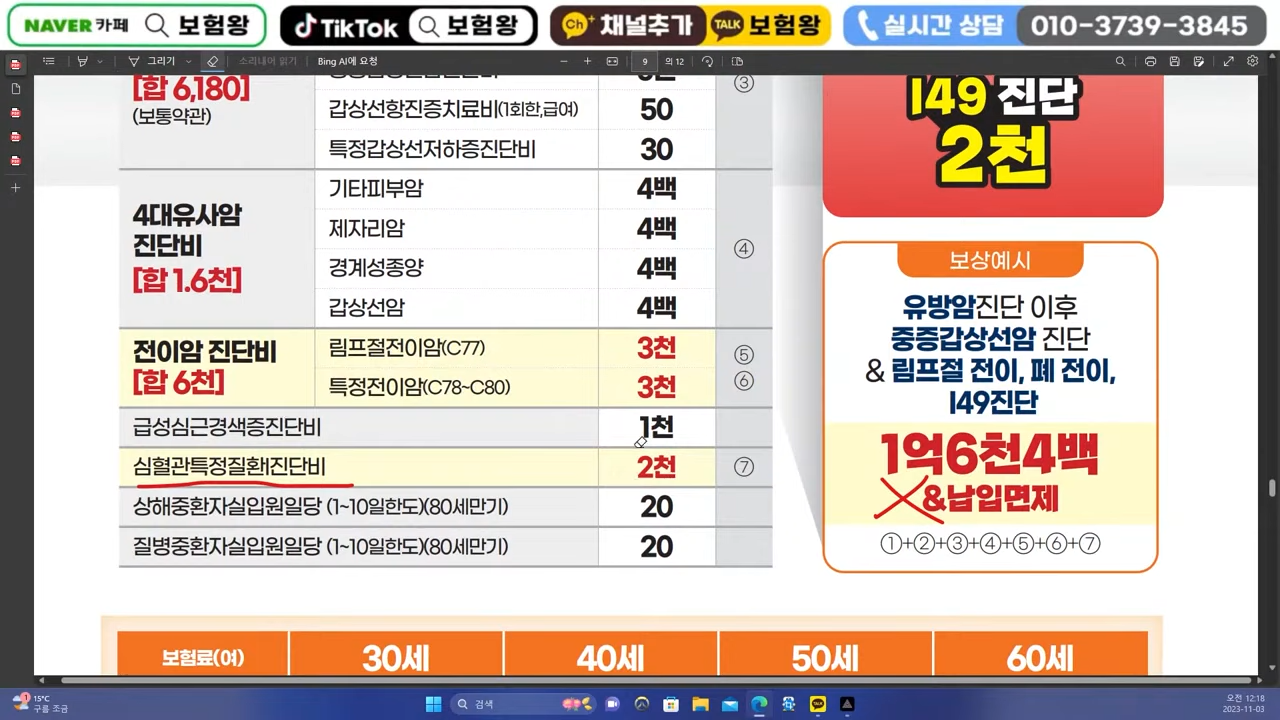 NAVER 카페 보험왕 TikTok 보험왕 Ch+ 채널추가 TALK 보험왕 실시간 상담 010-3739-3845
그리기 소리내어 읽기 Bing AI에 요청 9 의 12
[합 6,180]
(보통약관)
③
갑상선항진증치료비(1회한,급여) 50
특정갑상선저하증진단비 30
4대유사암
진단비
[합 1.6천]
기타피부암 4백
제자리암 4백
경계성종양 4백
갑상선암 4백
④
전이암 진단비
[합 6천]
림프절전이암(C77) 3천 ⑤
특정전이암(C78~C80) 3천 ⑥
급성심근경색증진단비 1천
심혈관특정질환I진단비 2천 ⑦
상해중환자실입원일당 (1~10일한도)(80세만기) 20
질병중환자실입원일당 (1~10일한도)(80세만기) 20
I49 진단
2천
보상예시
유방암진단 이후
중증갑상선암 진단
& 림프절 전이, 폐 전이,
I49진단
1억6천4백
&납입면제
①+②+③+④+⑤+⑥+⑦
보험료(여) 30세 40세 50세 60세
15°C
구름 조금
검색
오전 12:18
2023-11-03